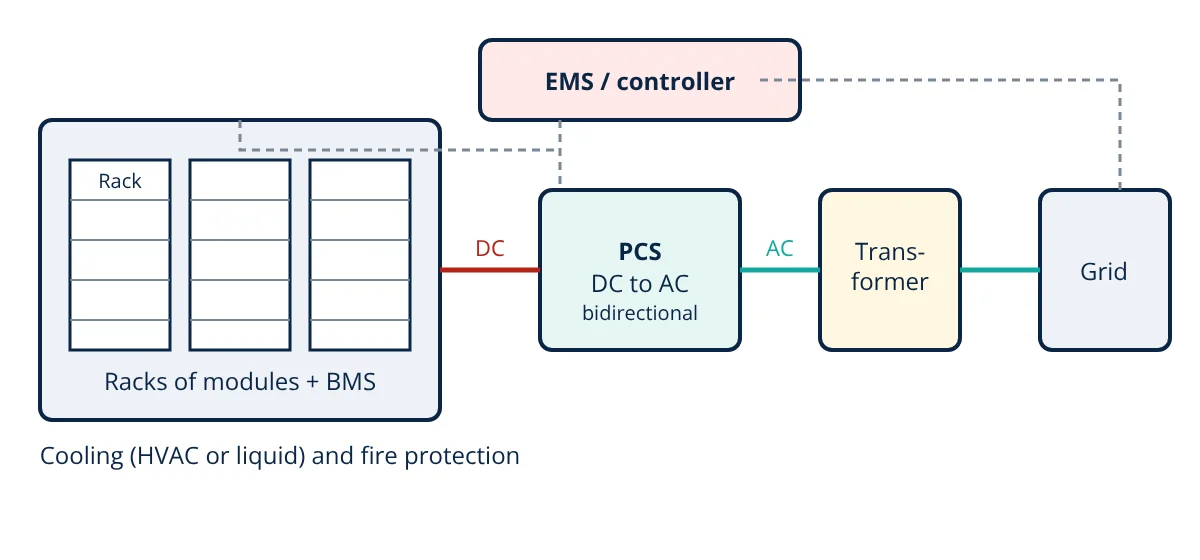 EMS / controller
Rack
DC
PCS
DC to AC
bidirectional
AC
Trans-
former
Grid
Racks of modules + BMS
Cooling (HVAC or liquid) and fire protection